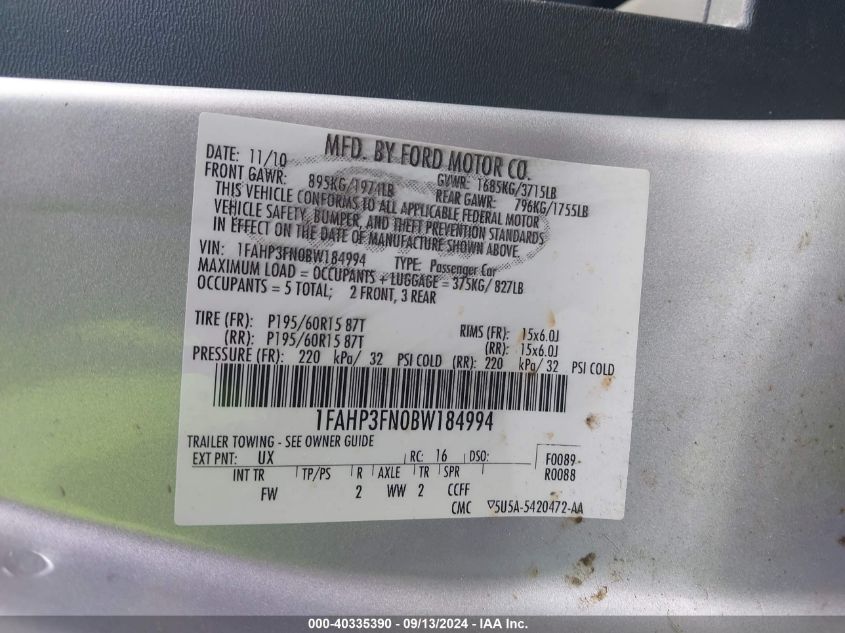 MFD. BY FORD MOTOR CO.
DATE: 11/10 GVWR: 1685KG/3715LB
FRONT GAWR: 895KG/1974LB REAR GAWR: 796KG/1755LB
THIS VEHICLE CONFORMS TO ALL APPLICABLE FEDERAL MOTOR
VEHICLE SAFETY, BUMPER, AND THEFT PREVENTION STANDARDS
IN EFFECT ON THE DATE OF MANUFACTURE SHOWN ABOVE.
VIN: 1FAHP3FN0BW184994 TYPE: Passenger Car
MAXIMUM LOAD = OCCUPANTS + LUGGAGE = 375KG/ 827LB
OCCUPANTS = 5 TOTAL; 2 FRONT, 3 REAR
TIRE (FR): P195/60R15 87T RIMS (FR): 15x6.0J
(RR): P195/60R15 87T (RR): 15x6.0J
PRESSURE (FR): 220 kPa/ 32 PSI COLD (RR): 220 kPa/ 32 PSI COLD
1FAHP3FN0BW184994
TRAILER TOWING - SEE OWNER GUIDE
EXT PNT: UX RC: 16 DSO: F0089
INT TR TP/PS R AXLE TR SPR R0088
FW 2 WW 2 CCFF
CMC ▽5U5A-5420472-AA
000-40335390 - 09/13/2024 - IAA Inc.